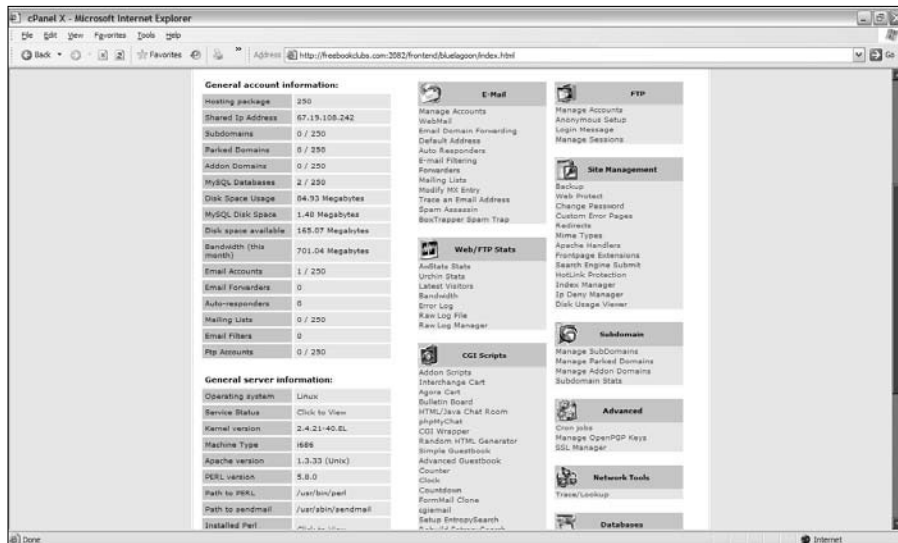 cPanel X - Microsoft Internet Explorer
File Edit View Favorites Tools Help
Back Favorites Address http://freebookclubs.com:2082/frontend/bluelagoon/index.html Go
General account information:
Hosting package 250
Shared Ip Address 67.19.108.242
Subdomains 0 / 250
Parked Domains 0 / 250
Addon Domains 0 / 250
MySQL Databases 2 / 250
Disk Space Usage 84.93 Megabytes
MySQL Disk Space 1.48 Megabytes
Disk space available 165.07 Megabytes
Bandwidth (this
month) 701.04 Megabytes
Email Accounts 1 / 250
Email Forwarders 0
Auto-responders 0
Mailing Lists 0 / 250
Email Filters 0
Ftp Accounts 0 / 250
General server information:
Operating system Linux
Service Status Click to View
Kernel version 2.4.21-40.EL
Machine Type i686
Apache version 1.3.33 (Unix)
PERL version 5.8.0
Path to PERL /usr/bin/perl
Path to sendmail /usr/sbin/sendmail
Installed Perl Click to View
E-Mail
Manage Accounts
WebMail
Email Domain Forwarding
Default Address
Auto Responders
E-mail Filtering
Forwarders
Mailing Lists
Modify MX Entry
Trace an Email Address
Spam Assassin
BoxTrapper Spam Trap
Web/FTP Stats
AwStats Stats
Urchin Stats
Latest Visitors
Bandwidth
Error Log
Raw Log File
Raw Log Manager
CGI Scripts
Addon Scripts
Interchange Cart
Agora Cart
Bulletin Board
HTML/Java Chat Room
phpMyChat
CGI Wrapper
Random HTML Generator
Simple Guestbook
Advanced Guestbook
Counter
Clock
Countdown
FormMail Clone
cgiemail
Setup EntropySearch
Rebuild EntropySearch
FTP
Manage Accounts
Anonymous Setup
Login Message
Manage Sessions
Site Management
Backup
Web Protect
Change Password
Custom Error Pages
Redirects
Mime Types
Apache Handlers
Frontpage Extensions
Search Engine Submit
HotLink Protection
Index Manager
Ip Deny Manager
Disk Usage Viewer
Subdomain
Manage SubDomains
Manage Parked Domains
Manage Addon Domains
Subdomain Stats
Advanced
Cron jobs
Manage OpenPGP Keys
SSL Manager
Network Tools
Trace/Lookup
Databases
Done Internet